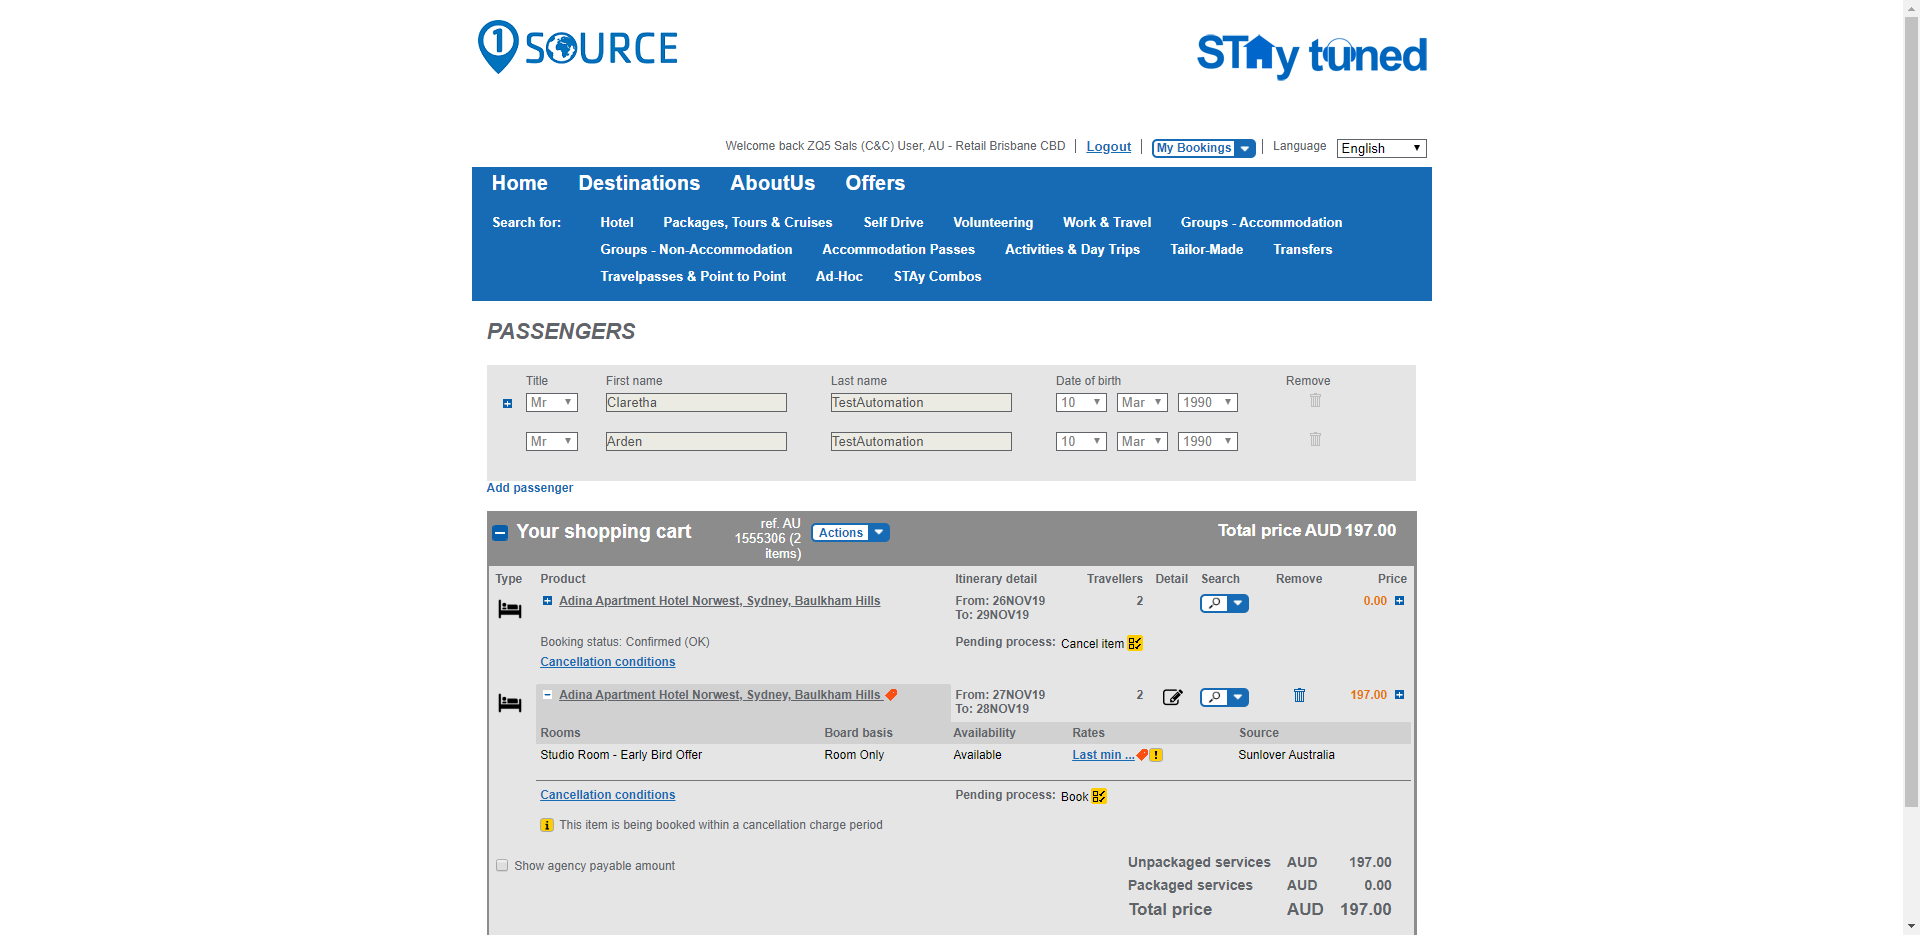 1 SOURCE
STAy tuned
Welcome back ZQ5 Sals (C&C) User, AU - Retail Brisbane CBD Logout My Bookings Language English
Home Destinations AboutUs Offers
Search for: Hotel Packages, Tours & Cruises Self Drive Volunteering Work & Travel Groups - Accommodation
Groups - Non-Accommodation Accommodation Passes Activities & Day Trips Tailor-Made Transfers
Travelpasses & Point to Point Ad-Hoc STAy Combos
PASSENGERS
Title First name Last name Date of birth Remove
Mr Claretha TestAutomation 10 Mar 1990
Mr Arden TestAutomation 10 Mar 1990
Add passenger
Your shopping cart ref. AU 1555306 (2 items) Actions Total price AUD 197.00
Type Product Itinerary detail Travellers Detail Search Remove Price
Adina Apartment Hotel Norwest, Sydney, Baulkham Hills From: 26NOV19 2 0.00
To: 29NOV19
Booking status: Confirmed (OK) Pending process: Cancel item
Cancellation conditions
Adina Apartment Hotel Norwest, Sydney, Baulkham Hills From: 27NOV19 2 197.00
To: 28NOV19
Rooms Board basis Availability Rates Source
Studio Room - Early Bird Offer Room Only Available Last min ... Sunlover Australia
Cancellation conditions Pending process: Book
This item is being booked within a cancellation charge period
Show agency payable amount
Unpackaged services AUD 197.00
Packaged services AUD 0.00
Total price AUD 197.00